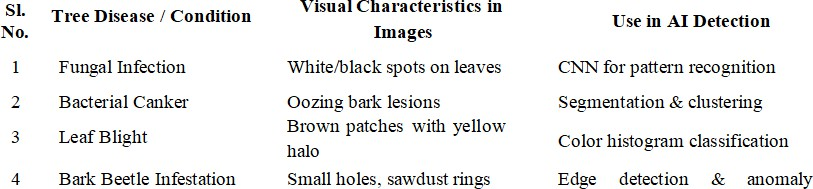 Sl. No. Tree Disease / Condition Visual Characteristics in Images Use in AI Detection
1 Fungal Infection White/black spots on leaves CNN for pattern recognition
2 Bacterial Canker Oozing bark lesions Segmentation & clustering
3 Leaf Blight Brown patches with yellow halo Color histogram classification
4 Bark Beetle Infestation Small holes, sawdust rings Edge detection & anomaly